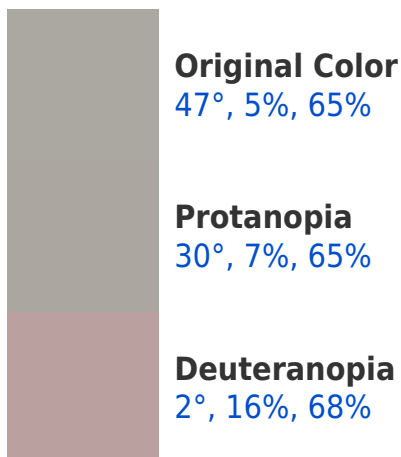 Original Color
47°, 5%, 65%
Protanopia
30°, 7%, 65%
Deuteranopia
2°, 16%, 68%